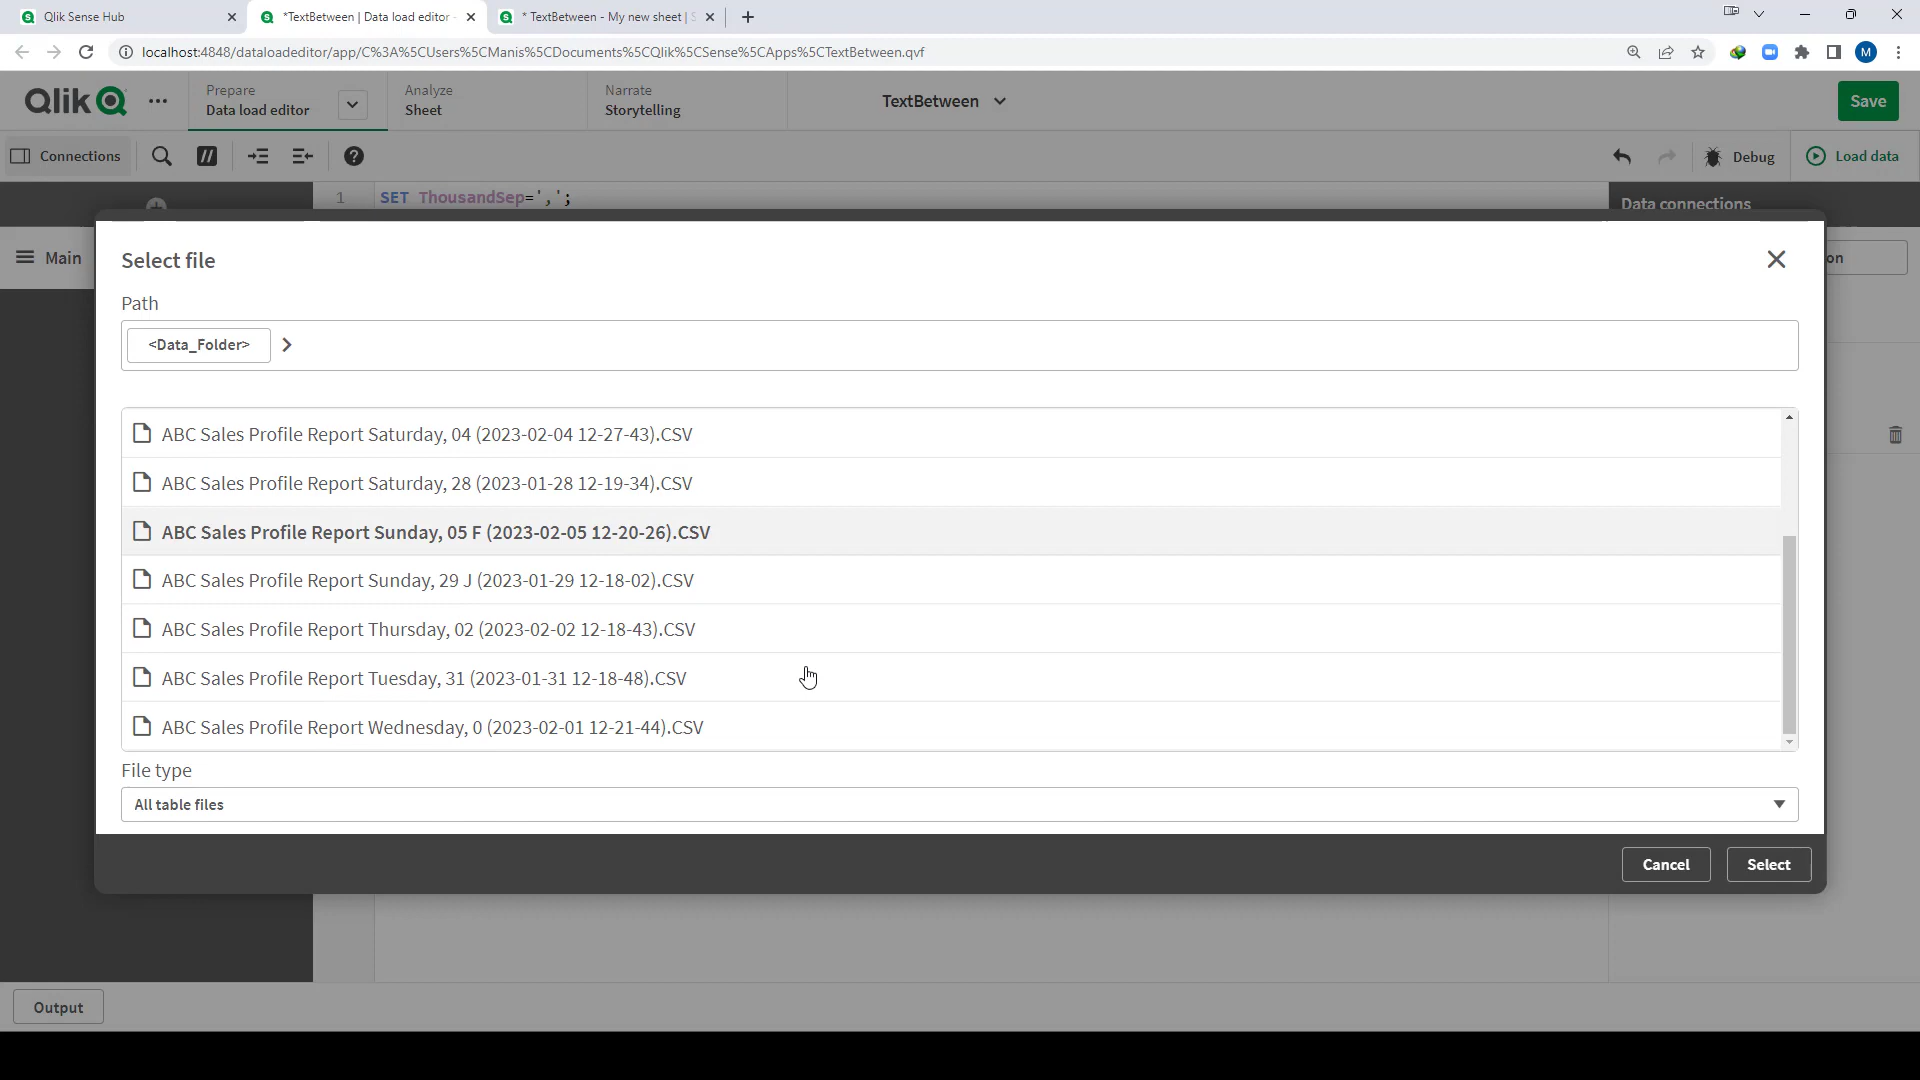 Qlik Sense Hub
*TextBetween | Data load editor -
* TextBetween - My new sheet | S
localhost:4848/dataloadeditor/app/C%3A%5CUsers%5CManis%5CDocuments%5CQlik%5CSense%5CApps%5CTextBetween.qvf
M
Qlik
Prepare
Data load editor
Analyze
Sheet
Narrate
Storytelling
TextBetween
Save
Connections
Debug
Load data
1 SET ThousandSep=',';
Data connections
Main
on
Select file
Path
<Data_Folder>
ABC Sales Profile Report Saturday, 04 (2023-02-04 12-27-43).CSV
ABC Sales Profile Report Saturday, 28 (2023-01-28 12-19-34).CSV
ABC Sales Profile Report Sunday, 05 F (2023-02-05 12-20-26).CSV
ABC Sales Profile Report Sunday, 29 J (2023-01-29 12-18-02).CSV
ABC Sales Profile Report Thursday, 02 (2023-02-02 12-18-43).CSV
ABC Sales Profile Report Tuesday, 31 (2023-01-31 12-18-48).CSV
ABC Sales Profile Report Wednesday, 0 (2023-02-01 12-21-44).CSV
File type
All table files
Cancel
Select
Output